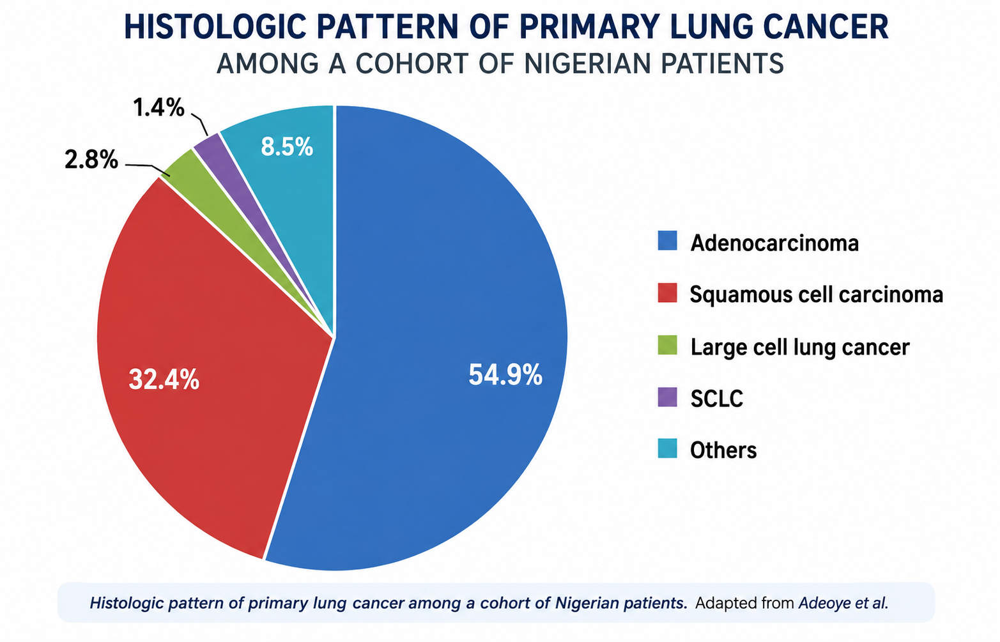 HISTOLOGIC PATTERN OF PRIMARY LUNG CANCER
AMONG A COHORT OF NIGERIAN PATIENTS
1.4%
8.5%
2.8%
32.4%
54.9%
Adenocarcinoma
Squamous cell carcinoma
Large cell lung cancer
SCLC
Others
Histologic pattern of primary lung cancer among a cohort of Nigerian patients. Adapted from Adeoye et al.